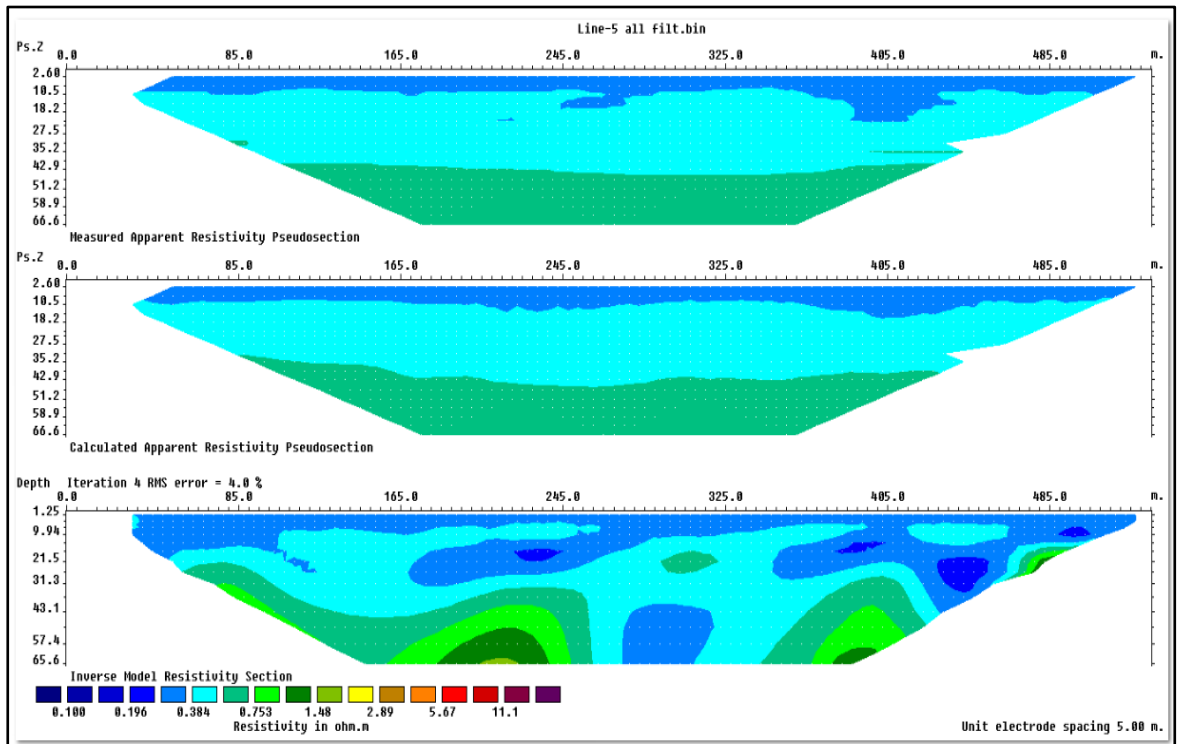 Line-5 all filt.bin
Ps.Z 0.0 85.0 165.0 245.0 325.0 405.0 485.0 m.
2.60
10.5
18.2
27.5
35.2
42.9
51.2
58.9
66.6
Measured Apparent Resistivity Pseudosection
Ps.Z 0.0 85.0 165.0 245.0 325.0 405.0 485.0 m.
2.60
10.5
18.2
27.5
35.2
42.9
51.2
58.9
66.6
Calculated Apparent Resistivity Pseudosection
Depth Iteration 4 RMS error = 4.0 %
0.0 85.0 165.0 245.0 325.0 405.0 485.0 m.
1.25
9.94
21.5
31.3
43.1
57.4
65.6
Inverse Model Resistivity Section
0.100 0.196 0.384 0.753 1.48 2.89 5.67 11.1
Resistivity in ohm.m Unit electrode spacing 5.00 m.